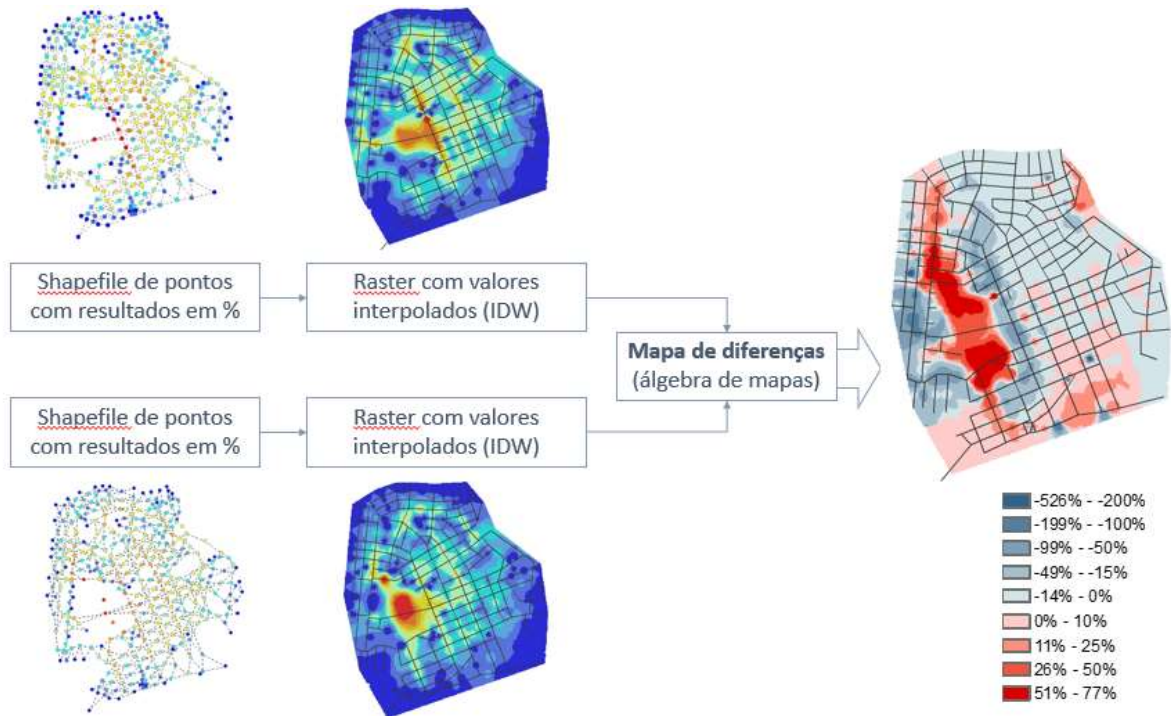 Shapefile de pontos
com resultados em %
Raster com valores
interpolados (IDW)
Mapa de diferenças
(álgebra de mapas)
Shapefile de pontos
com resultados em %
Raster com valores
interpolados (IDW)
-526% - -200%
-199% - -100%
-99% - -50%
-49% - -15%
-14% - 0%
0% - 10%
11% - 25%
26% - 50%
51% - 77%